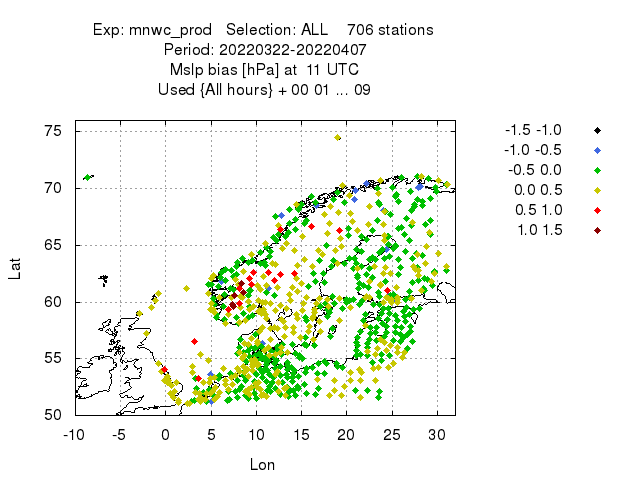 Exp: mnwc_prod   Selection: ALL    706 stations
Period: 20220322-20220407
Mslp bias [hPa] at  11 UTC
Used {All hours} + 00 01 ... 09
-1.5 -1.0
-1.0 -0.5
-0.5 0.0
0.0 0.5
0.5 1.0
1.0 1.5
75
70
65
60
55
50
Lat
-10 -5 0 5 10 15 20 25 30
Lon